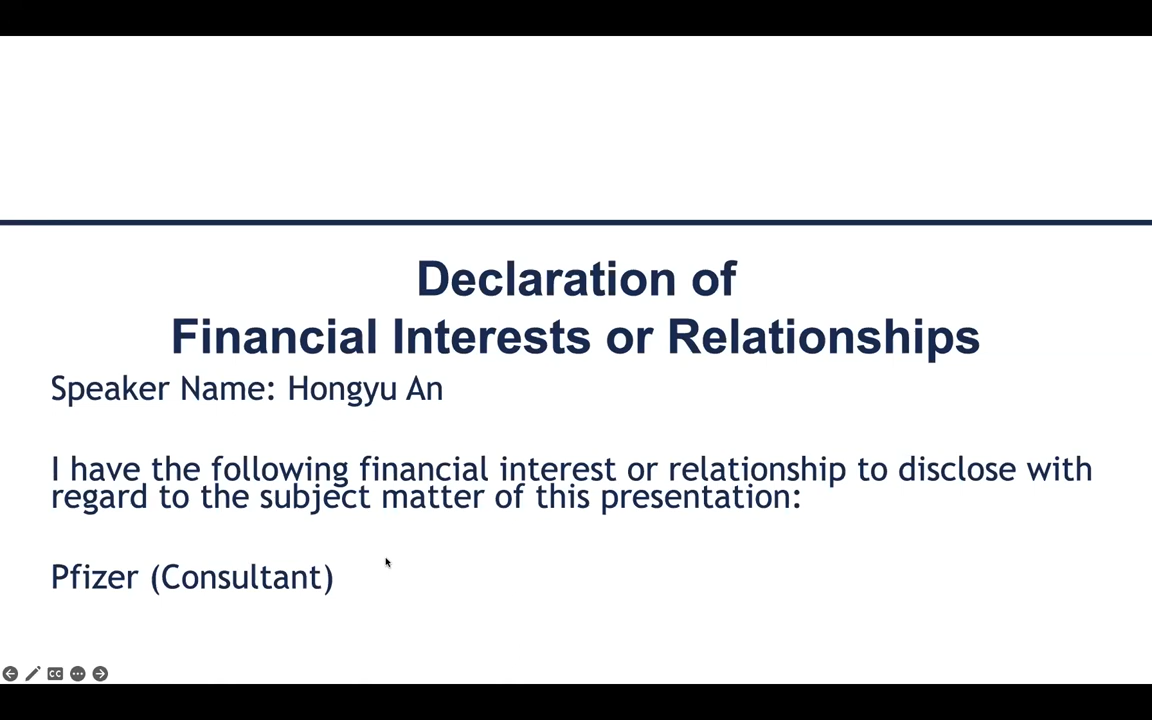 Declaration of
Financial Interests or Relationships
Speaker Name: Hongyu An
I have the following financial interest or relationship to disclose with
regard to the subject matter of this presentation:
Pfizer (Consultant)
CC